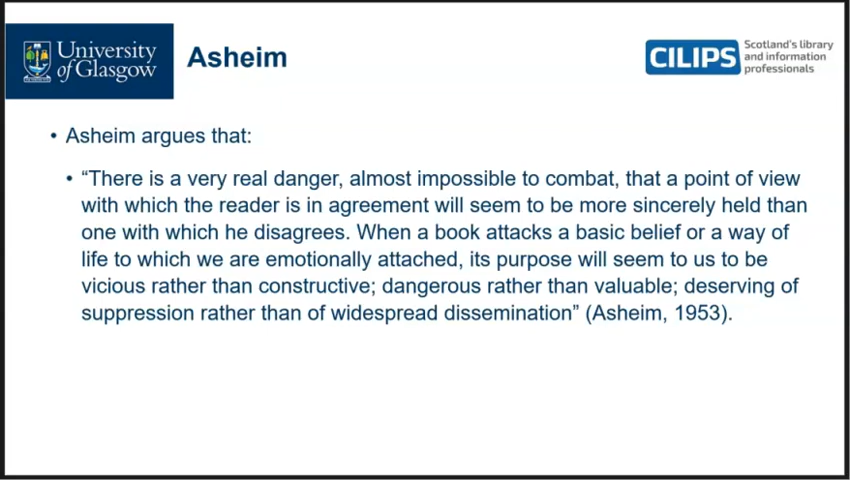 University
of Glasgow
Asheim
CILIPS
Scotland's library
and information
professionals
• Asheim argues that:
• “There is a very real danger, almost impossible to combat, that a point of view
with which the reader is in agreement will seem to be more sincerely held than
one with which he disagrees. When a book attacks a basic belief or a way of
life to which we are emotionally attached, its purpose will seem to us to be
vicious rather than constructive; dangerous rather than valuable; deserving of
suppression rather than of widespread dissemination” (Asheim, 1953).